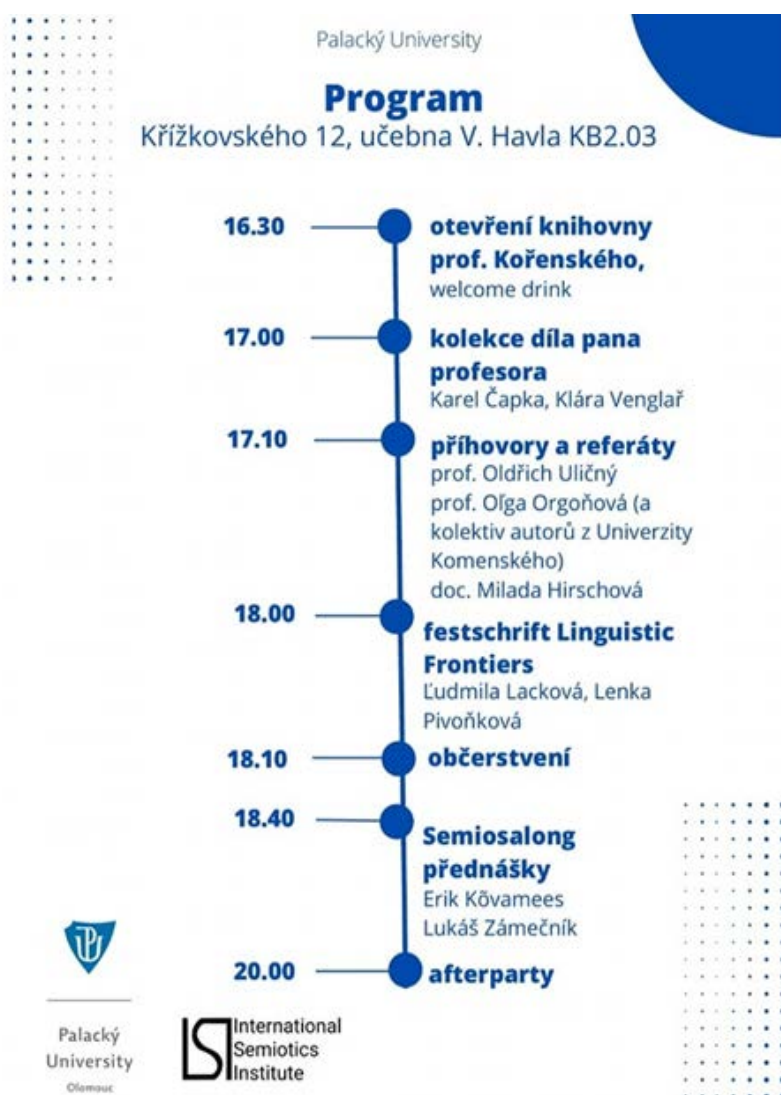 Palacký University
Program
Křížkovského 12, učebna V. Havla KB2.03
16.30
otevření knihovny
prof. Kořenského,
welcome drink
17.00
kolekce díla pana
profesora
Karel Čapka, Klára Venglař
17.10
příhovory a referáty
prof. Oldřich Uličný
prof. Oľga Orgoňová (a
kolektiv autorů z Univerzity
Komenského)
doc. Milada Hirschová
18.00
festschrift Linguistic
Frontiers
Ľudmila Lacková, Lenka
Pivoňková
18.10
občerstvení
18.40
Semiosalong
přednášky
Erik Kõvamees
Lukáš Zámečník
20.00
afterparty
Palacký
University
Olomouc
ISI
International
Semiotics
Institute